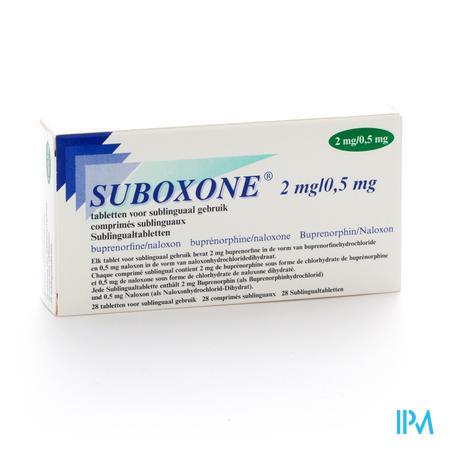 2 mg/0,5 mg
SUBOXONE® 2 mg/0,5 mg
tabletten voor sublinguaal gebruik
comprimés sublinguaux
Sublingualtabletten
buprenorfine/naloxon buprénorphine/naloxone Buprenorphin/Naloxon
Elk tablet voor sublinguaal gebruik bevat 2 mg buprenorfine in de vorm van buprenorfinehydrochloride
en 0,5 mg naloxon in de vorm van naloxonhydrochloridedihydraat.
Chaque comprimé sublingual contient 2 mg de buprénorphine sous forme de chlorhydrate de buprénorphine
et 0,5 mg de naloxone sous forme de chlorhydrate de naloxone dihydraté.
Jede Sublingualtablette enthält 2 mg Buprenorphin (als Buprenorphinhydrochlorid)
und 0,5 mg Naloxon (als Naloxonhydrochlorid-Dihydrat).
28 tabletten voor sublinguaal gebruik 28 comprimés sublinguaux 28 Sublingualtabletten
IPM